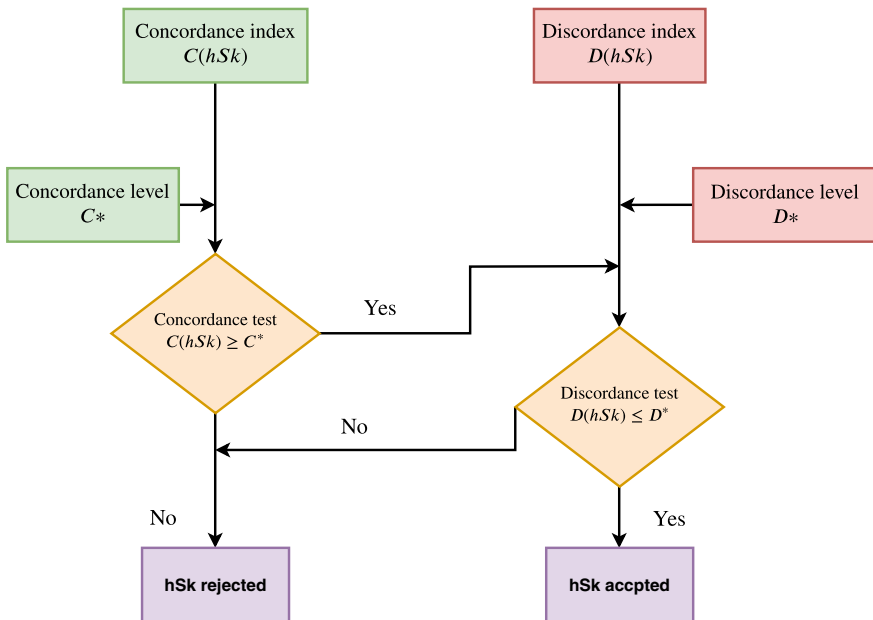 Concordance index
C(hSk)
Discordance index
D(hSk)
Concordance level
C*
Discordance level
D*
Yes
Concordance test
C(hSk) ≥ C*
Discordance test
D(hSk) ≤ D*
No
No
Yes
hSk rejected
hSk accpted